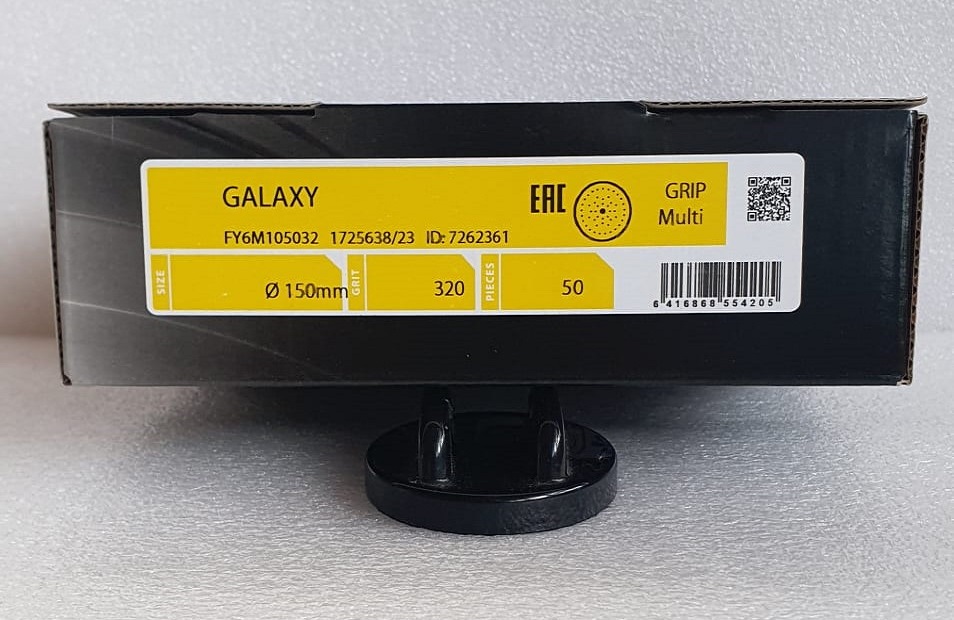 GALAXY
EAC
GRIP
Multi
FY6M105032 1725638/23 ID: 7262361
SIZE
Ø 150mm
GRIT
320
PIECES
50
6 416868 554205